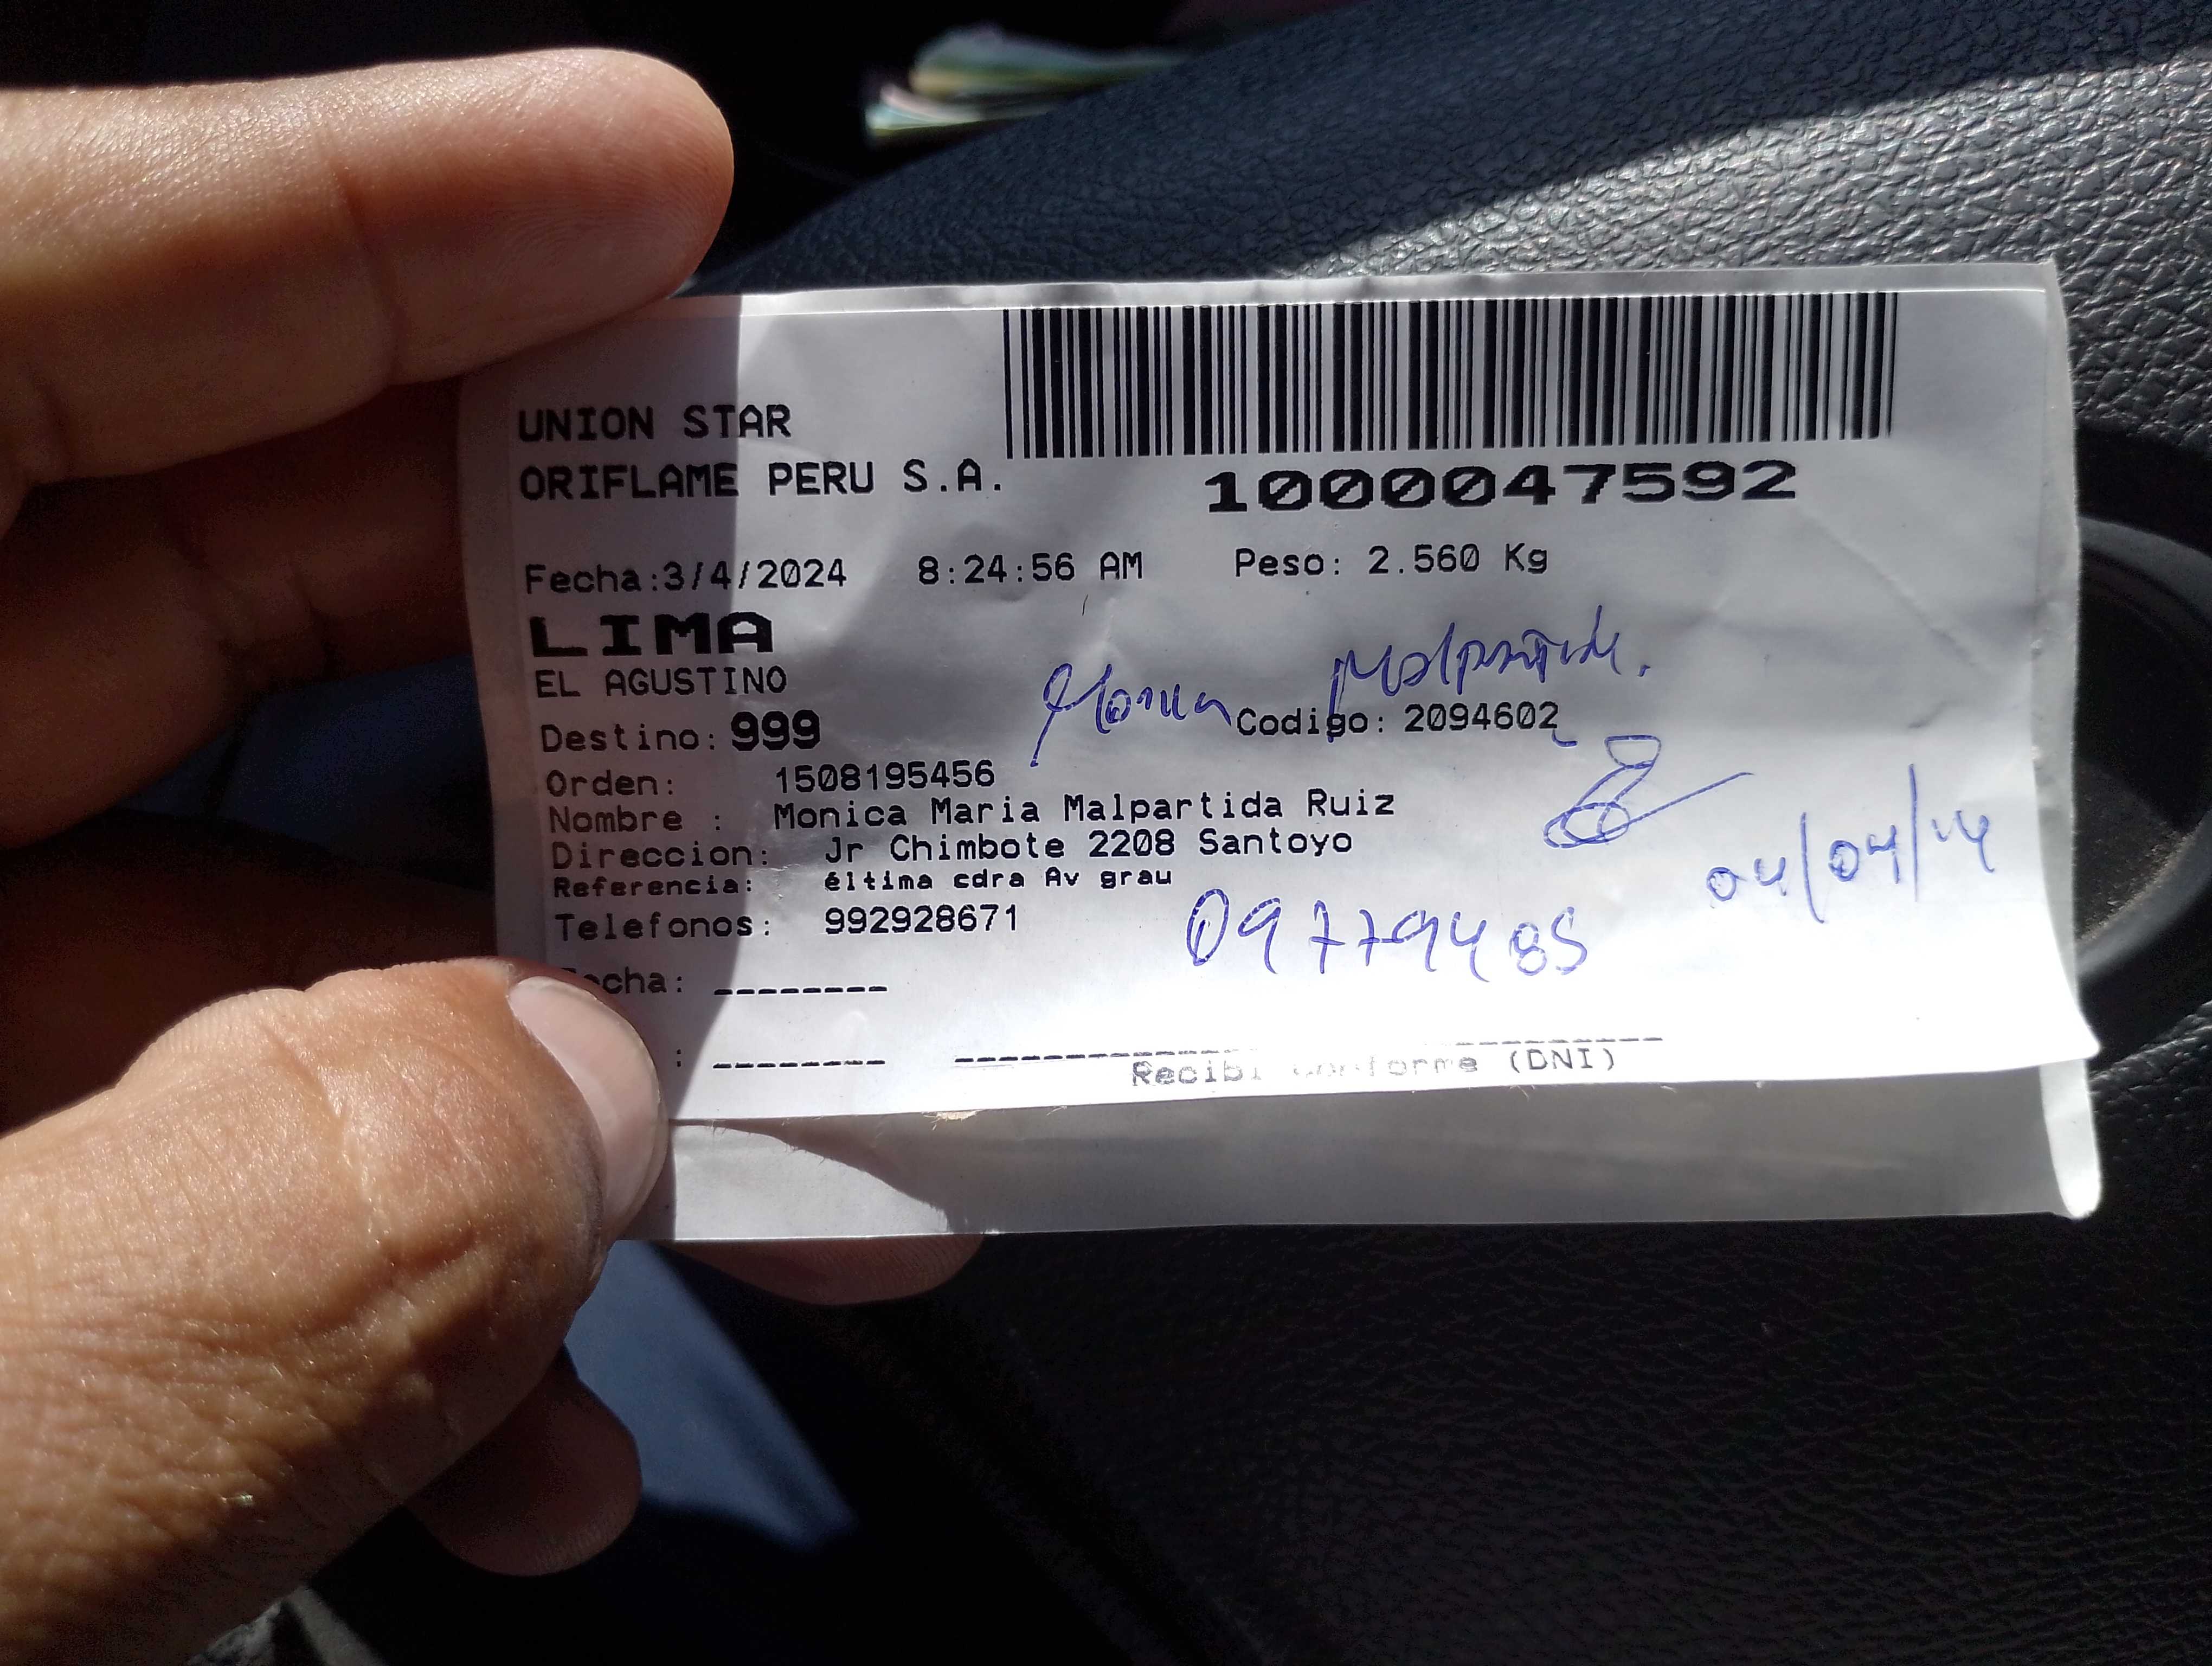 UNION STAR
ORIFLAME PERU S.A.
1000047592
Fecha:3/4/2024 8:24:56 AM Peso: 2.560 Kg
LIMA
EL AGUSTINO
Monica Malpartida.
Destino: 999
Codigo: 2094602
Orden: 1508195456
Nombre : Monica Maria Malpartida Ruiz
Direccion: Jr Chimbote 2208 Santoyo
Referencia: éltima cdra Av grau
04/04/24
Telefonos: 992928671
09779485
cha: --------
: --------
Recibi conforme (DNI)